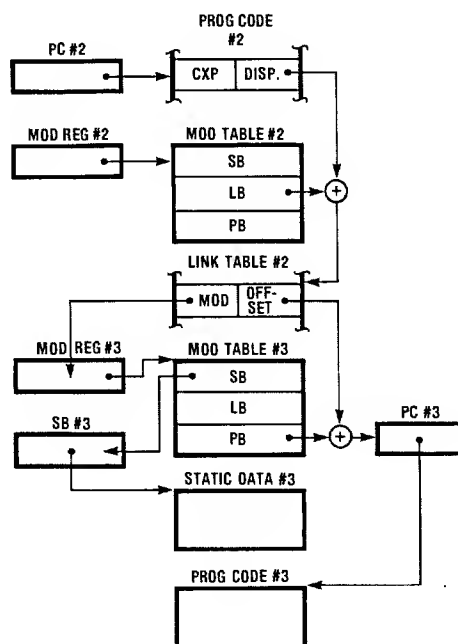 PROG CODE
#2
PC #2
CXP DISP.
MOD REG #2
MOO TABLE #2
SB
LB
+
PB
LINK TABLE #2
MOD OFF-
SET
MOD REG #3
MOO TABLE #3
SB
SB #3
LB
PC #3
PB
+
STATIC DATA #3
PROG CODE #3